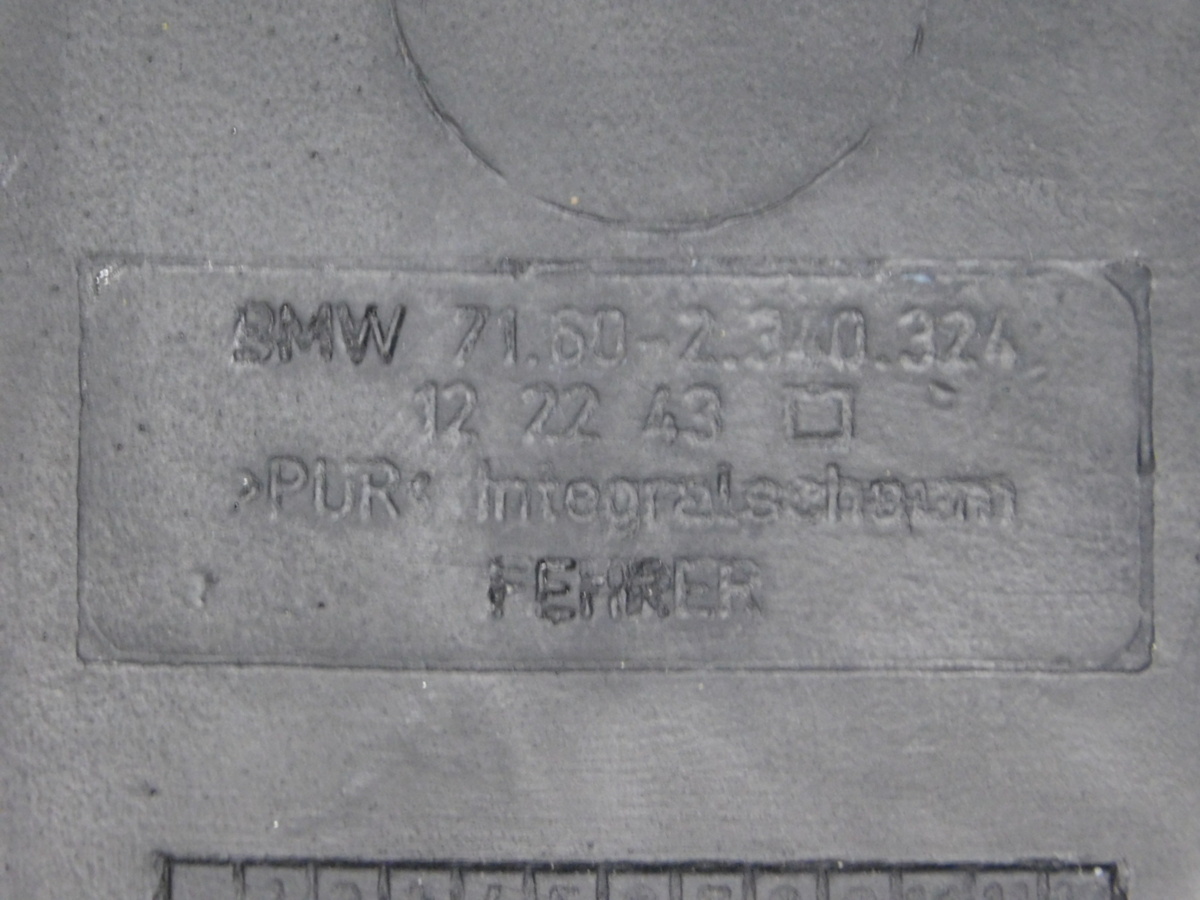 BMW 71.60-2.340.324
12 22 43
>PUR< Integralschaum
FEHRER